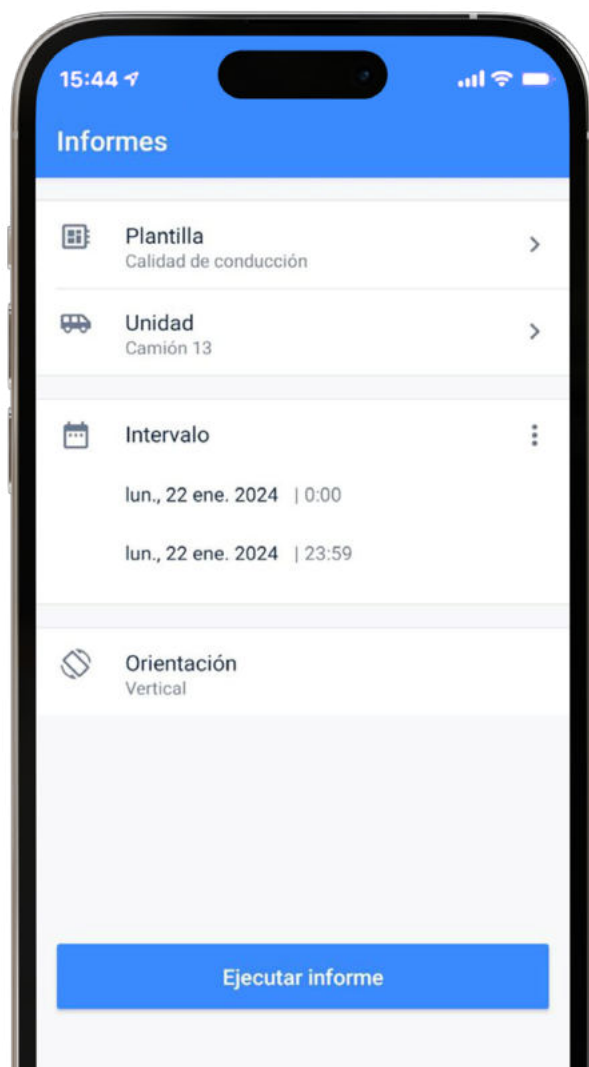 15:44
Informes
Plantilla
Calidad de conducción
Unidad
Camión 13
Intervalo
lun., 22 ene. 2024 | 0:00
lun., 22 ene. 2024 | 23:59
Orientación
Vertical
Ejecutar informe